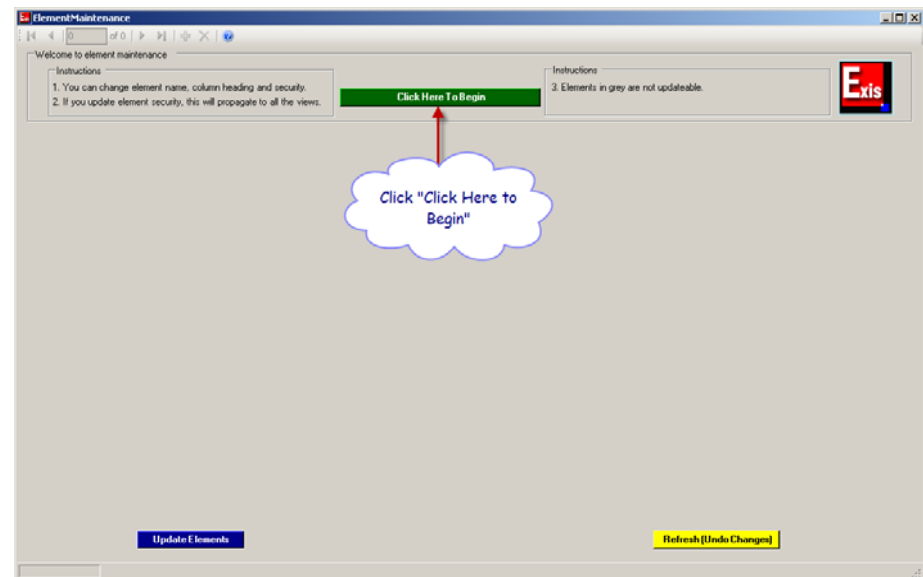 ElementMaintenance
0 of 0
Welcome to element maintenance
Instructions
1. You can change element name, column heading and security.
2. If you update element security, this will propagate to all the views.
Click Here To Begin
Instructions
3. Elements in grey are not updateable.
Exis
Click "Click Here to
Begin"
Update Elements
Refresh (Undo Changes)